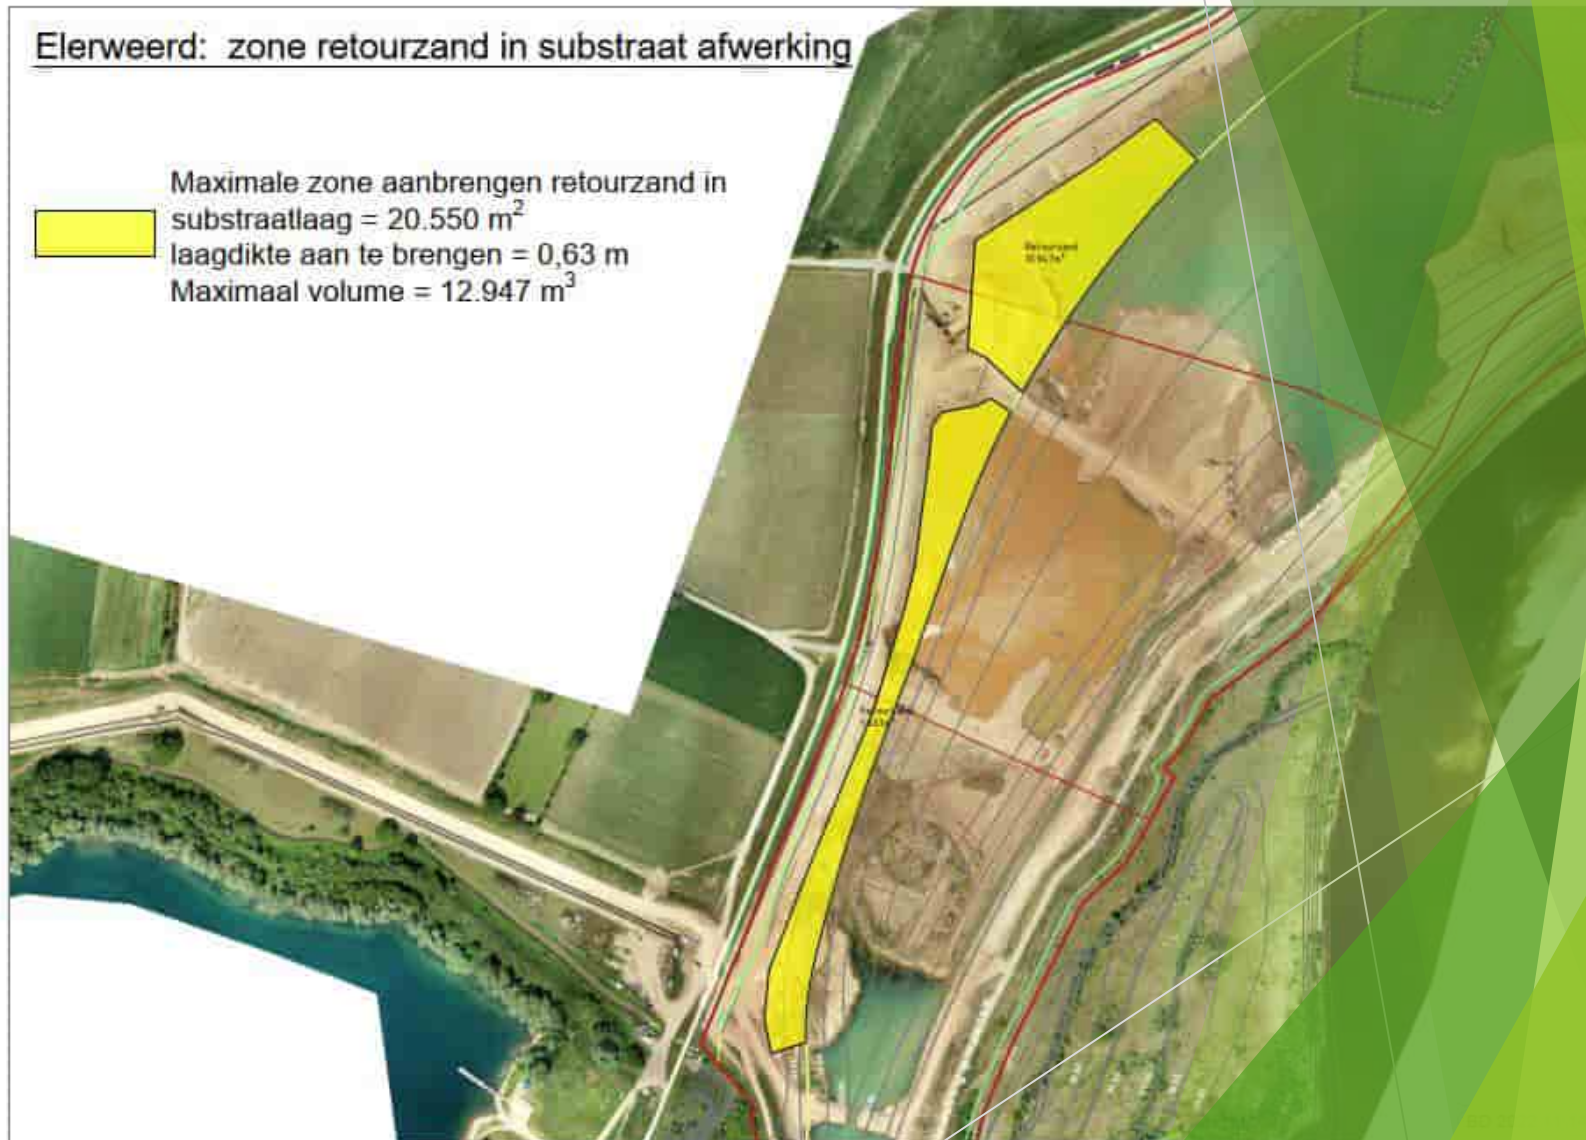 Elerweerd: zone retourzand in substraat afwerking
Maximale zone aanbrengen retourzand in
substraatlaag = 20.550 m²
laagdikte aan te brengen = 0,63 m
Maximaal volume = 12.947 m³
Retourzand